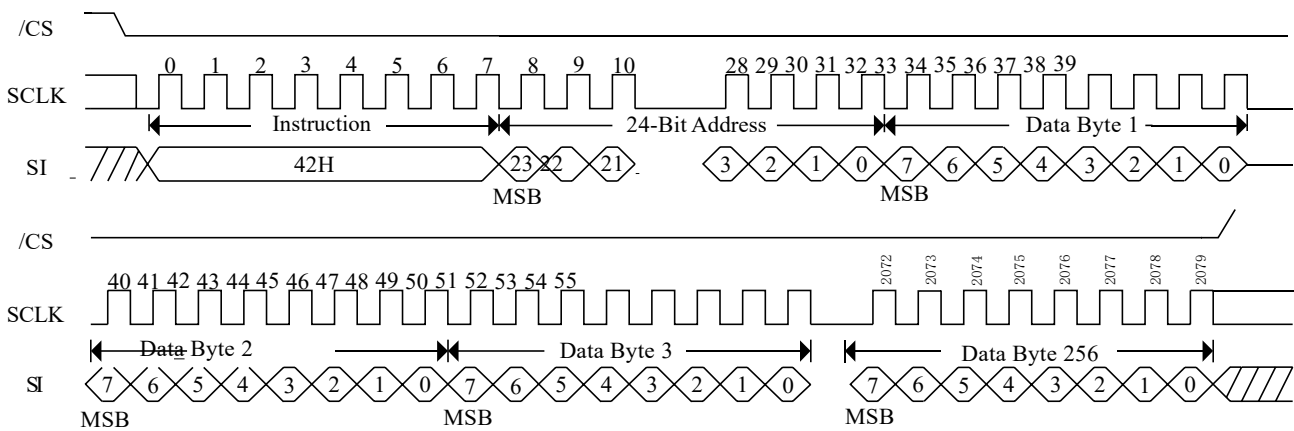 /CS
0 1 2 3 4 5 6 7 8 9 10 28 29 30 31 32 33 34 35 36 37 38 39
SCLK
Instruction 24-Bit Address Data Byte 1
SI 42H 23 22 21 3 2 1 0 7 6 5 4 3 2 1 0
MSB MSB
/CS
40 41 42 43 44 45 46 47 48 49 50 51 52 53 54 55 2072 2073 2074 2075 2076 2077 2078 2079
SCLK
Data Byte 2 Data Byte 3 Data Byte 256
SI 7 6 5 4 3 2 1 0 7 6 5 4 3 2 1 0 7 6 5 4 3 2 1 0
MSB MSB MSB